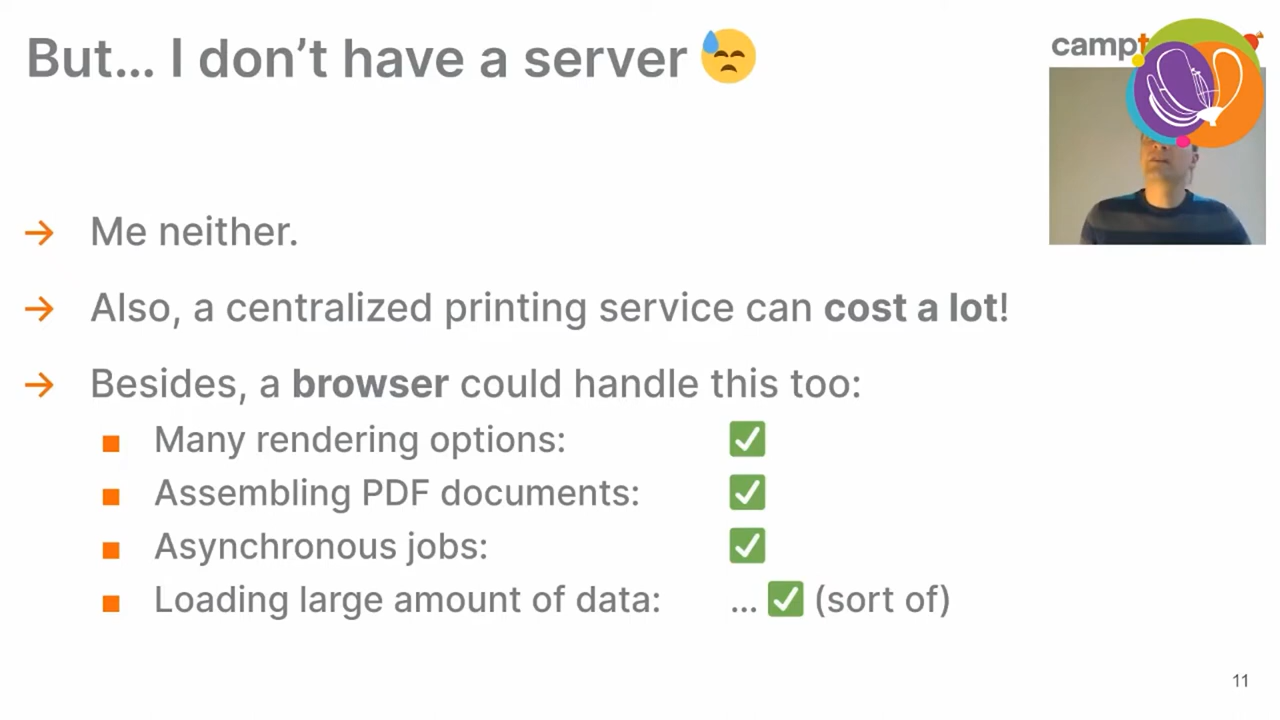 But... I don't have a server 😓
campt
→ Me neither.
→ Also, a centralized printing service can cost a lot!
→ Besides, a browser could handle this too:
■ Many rendering options: ✅
■ Assembling PDF documents: ✅
■ Asynchronous jobs: ✅
■ Loading large amount of data: ... ✅ (sort of)
11